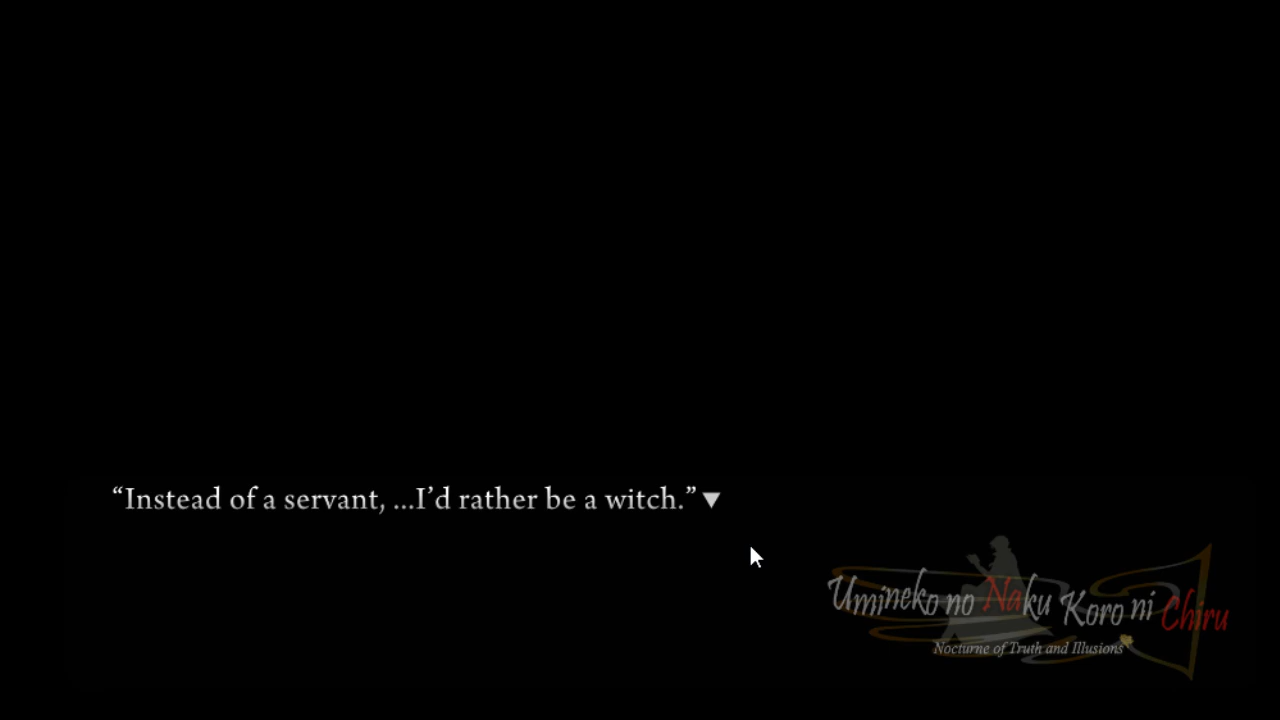 “Instead of a servant, ...I’d rather be a witch.”
Umineko no Naku Koro ni Chiru
Nocturne of Truth and Illusions